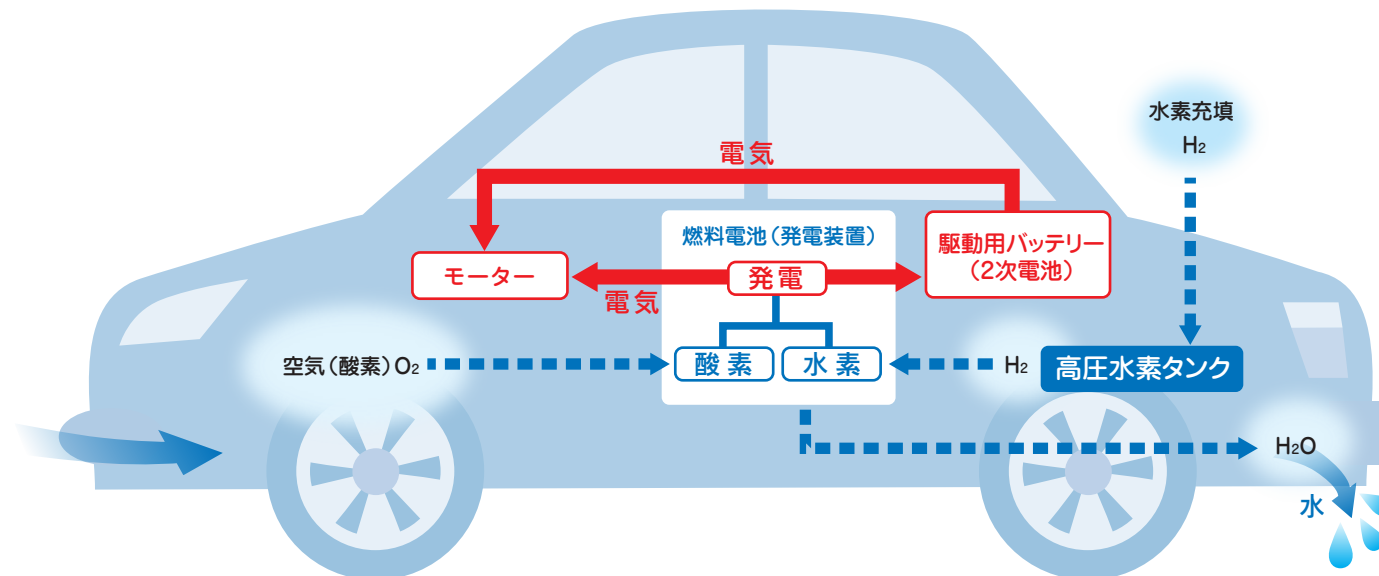 水素充填
H₂
電気
燃料電池(発電装置)
駆動用バッテリー
(2次電池)
モーター
発電
電気
空気(酸素)O₂
酸素
水素
H₂
高圧水素タンク
H₂O
水